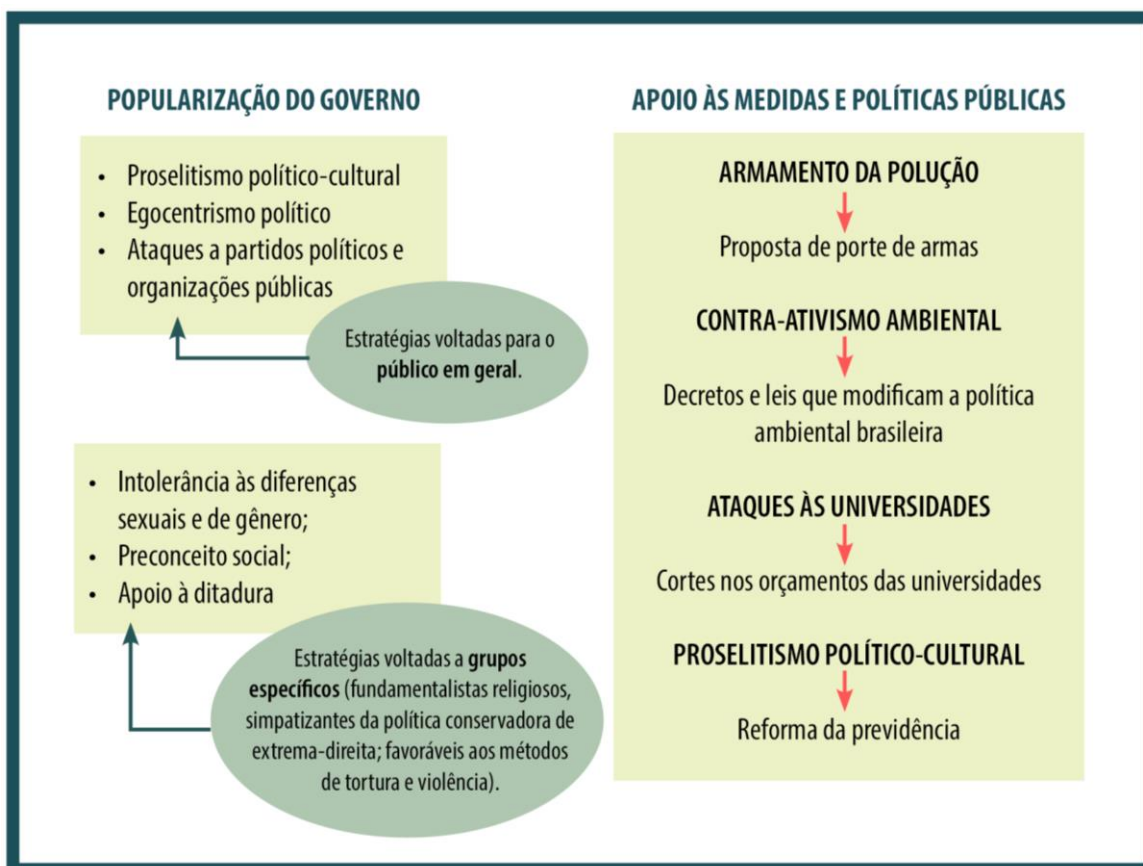 POPULARIZAÇÃO DO GOVERNO
• Proselitismo político-cultural
• Egocentrismo político
• Ataques a partidos políticos e
organizações públicas
Estratégias voltadas para o
público em geral.
• Intolerância às diferenças
sexuais e de gênero;
• Preconceito social;
• Apoio à ditadura
Estratégias voltadas a grupos
específicos (fundamentalistas religiosos,
simpatizantes da política conservadora de
extrema-direita; favoráveis aos métodos
de tortura e violência).
APOIO ÀS MEDIDAS E POLÍTICAS PÚBLICAS
ARMAMENTO DA POLUÇÃO
Proposta de porte de armas
CONTRA-ATIVISMO AMBIENTAL
Decretos e leis que modificam a política
ambiental brasileira
ATAQUES ÀS UNIVERSIDADES
Cortes nos orçamentos das universidades
PROSELITISMO POLÍTICO-CULTURAL
Reforma da previdência